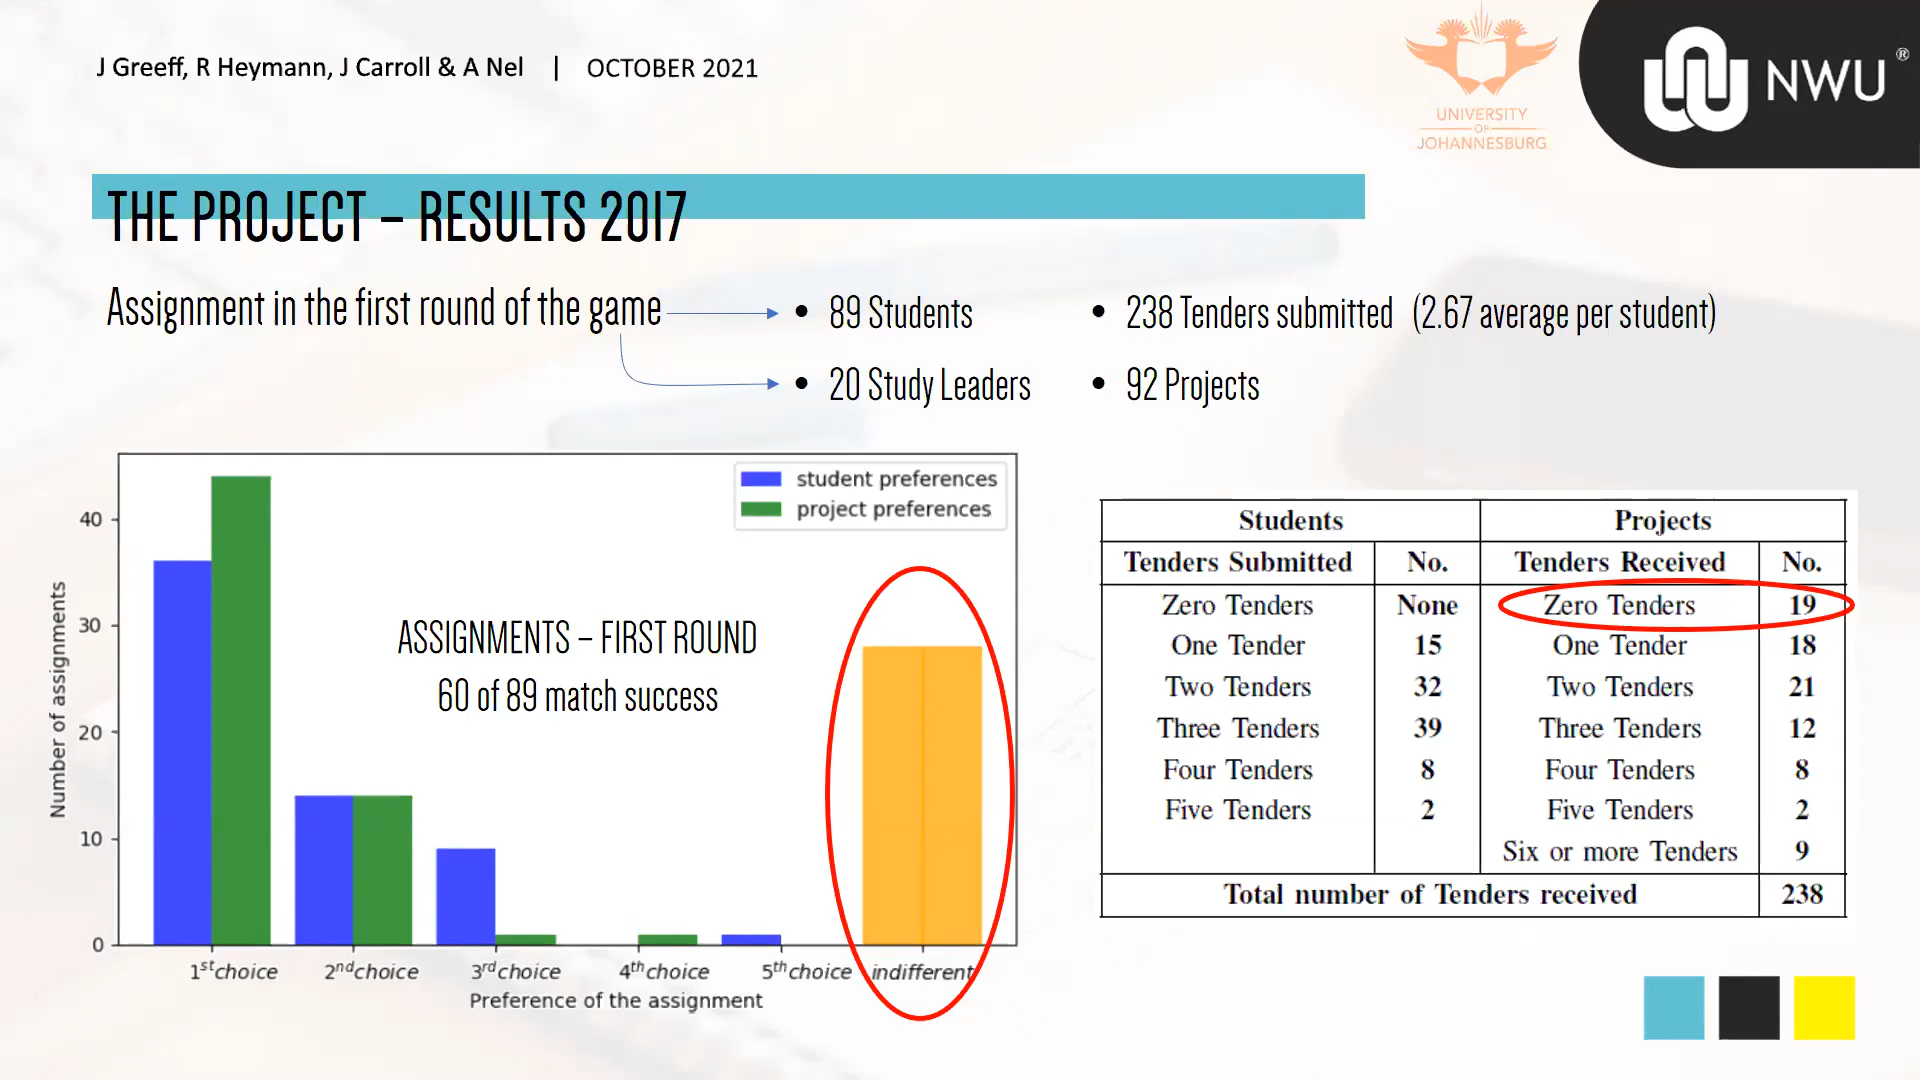 J Greeff, R Heymann, J Carroll & A Nel | OCTOBER 2021
UNIVERSITY
OF
JOHANNESBURG
NWU ®
THE PROJECT – RESULTS 2017
Assignment in the first round of the game
• 89 Students
• 20 Study Leaders
• 238 Tenders submitted (2.67 average per student)
• 92 Projects
student preferences
project preferences
ASSIGNMENTS – FIRST ROUND
60 of 89 match success
Number of assignments
40
30
20
10
0
1st choice 2nd choice 3rd choice 4th choice 5th choice indifferent
Preference of the assignment
Students Projects
Tenders Submitted No. Tenders Received No.
Zero Tenders None Zero Tenders 19
One Tender 15 One Tender 18
Two Tenders 32 Two Tenders 21
Three Tenders 39 Three Tenders 12
Four Tenders 8 Four Tenders 8
Five Tenders 2 Five Tenders 2
Six or more Tenders 9
Total number of Tenders received 238